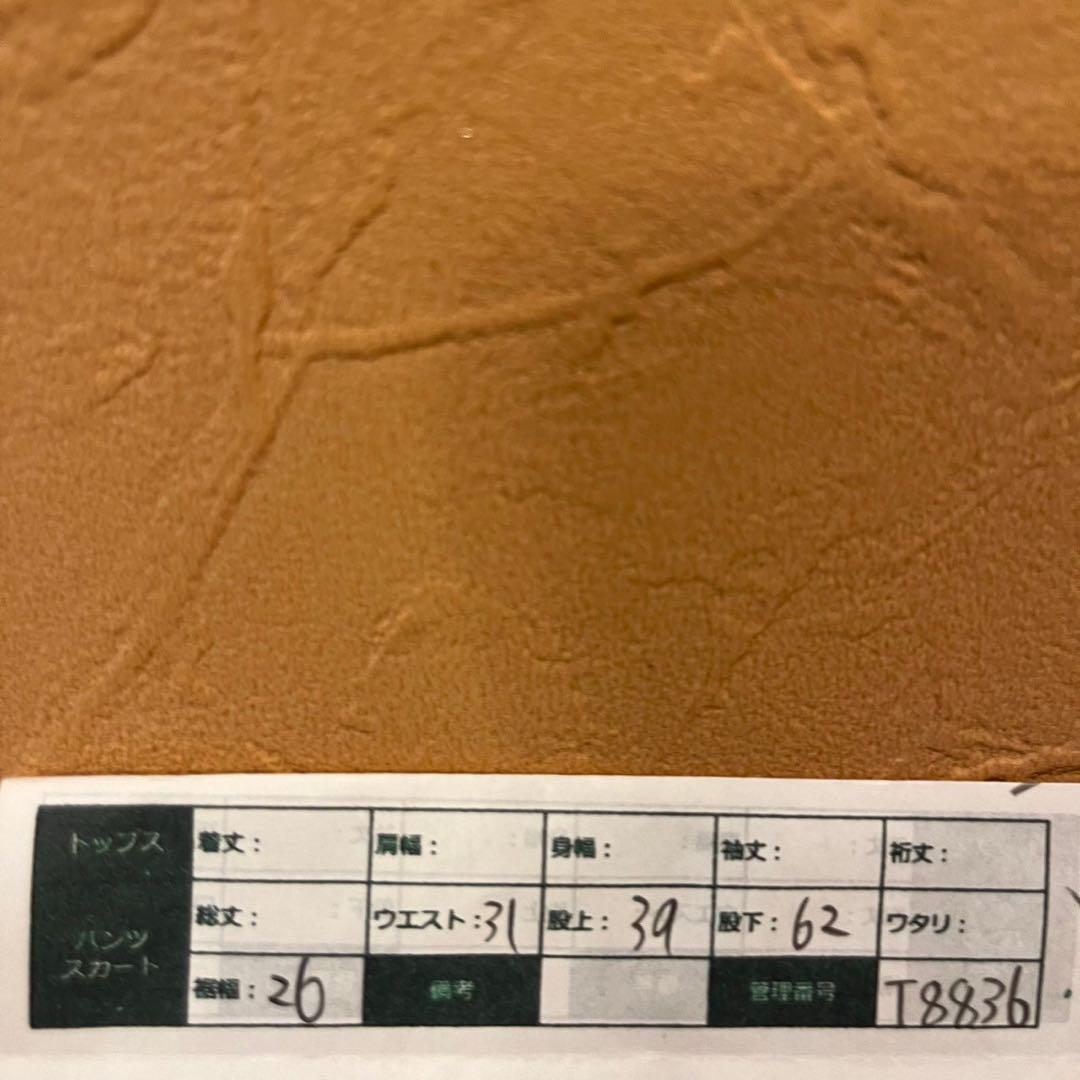 トップス 着丈: 肩幅: 身幅: 袖丈: 裄丈:
パンツ スカート 総丈: ウエスト:31 股上: 39 股下: 62 ワタリ:
裾幅: 26 備考 管理番号 T8836